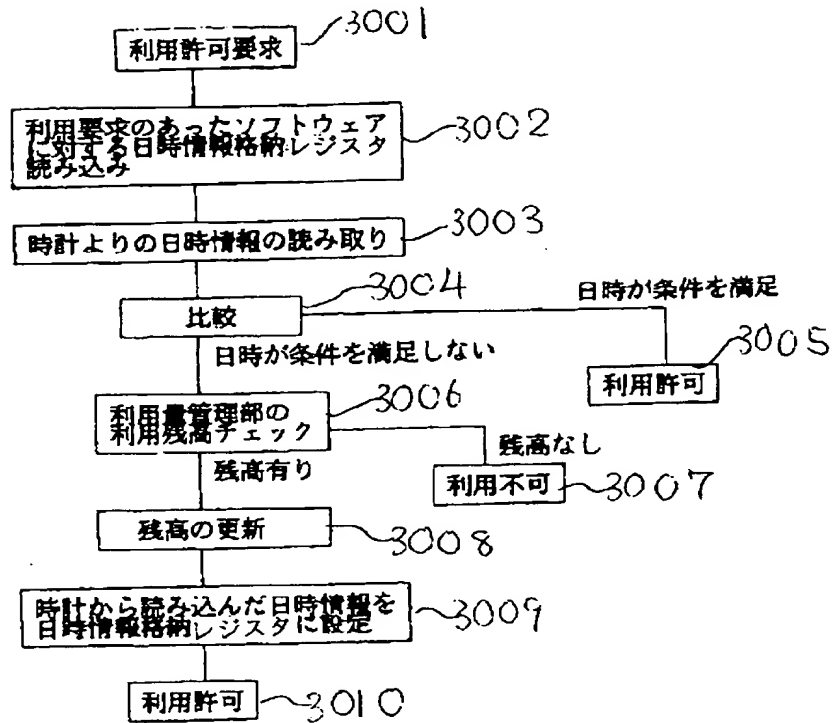 利用許可要求
3001
利用要求のあったソフトウェア
に対する日時情報格納レジスタ
読み込み
3002
時計よりの日時情報の読み取り
3003
比較
3004
日時が条件を満足
利用許可
3005
日時が条件を満足しない
利用量管理部の
利用残高チェック
3006
残高なし
利用不可
3007
残高有り
残高の更新
3008
時計から読み込んだ日時情報を
日時情報格納レジスタに設定
3009
利用許可
3010